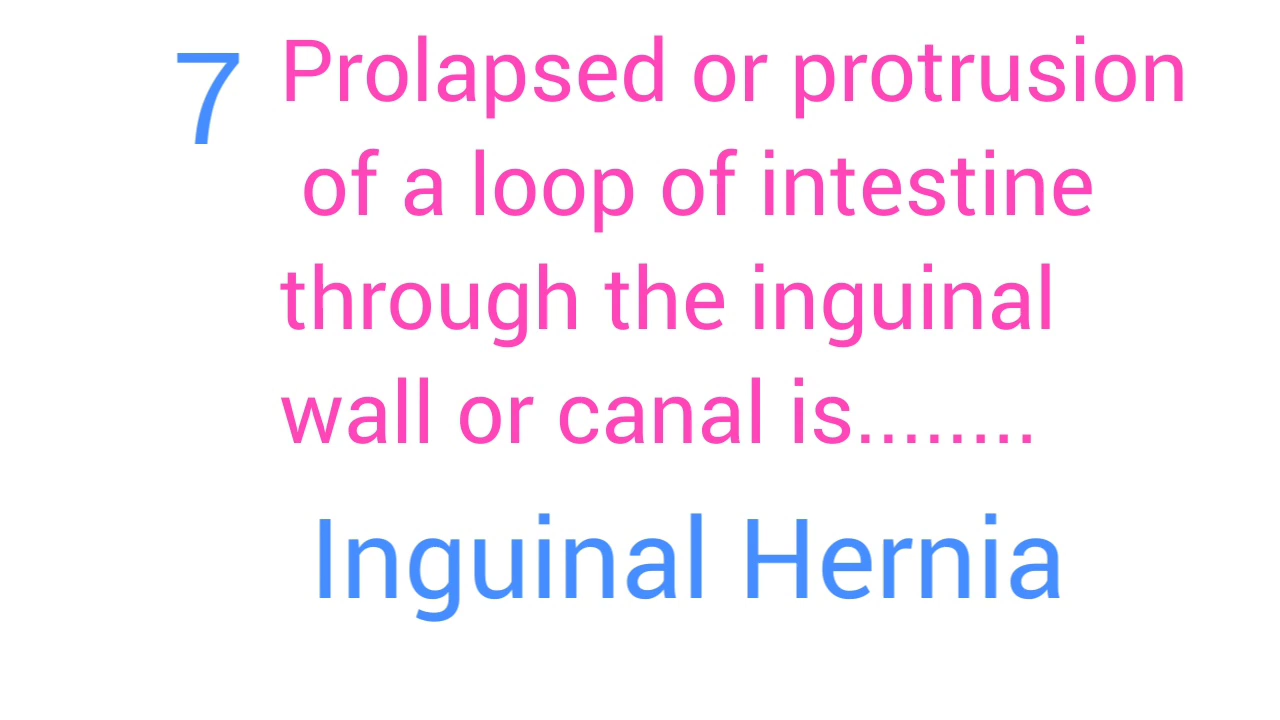 7 Prolapsed or protrusion
of a loop of intestine
through the inguinal
wall or canal is........
Inguinal Hernia